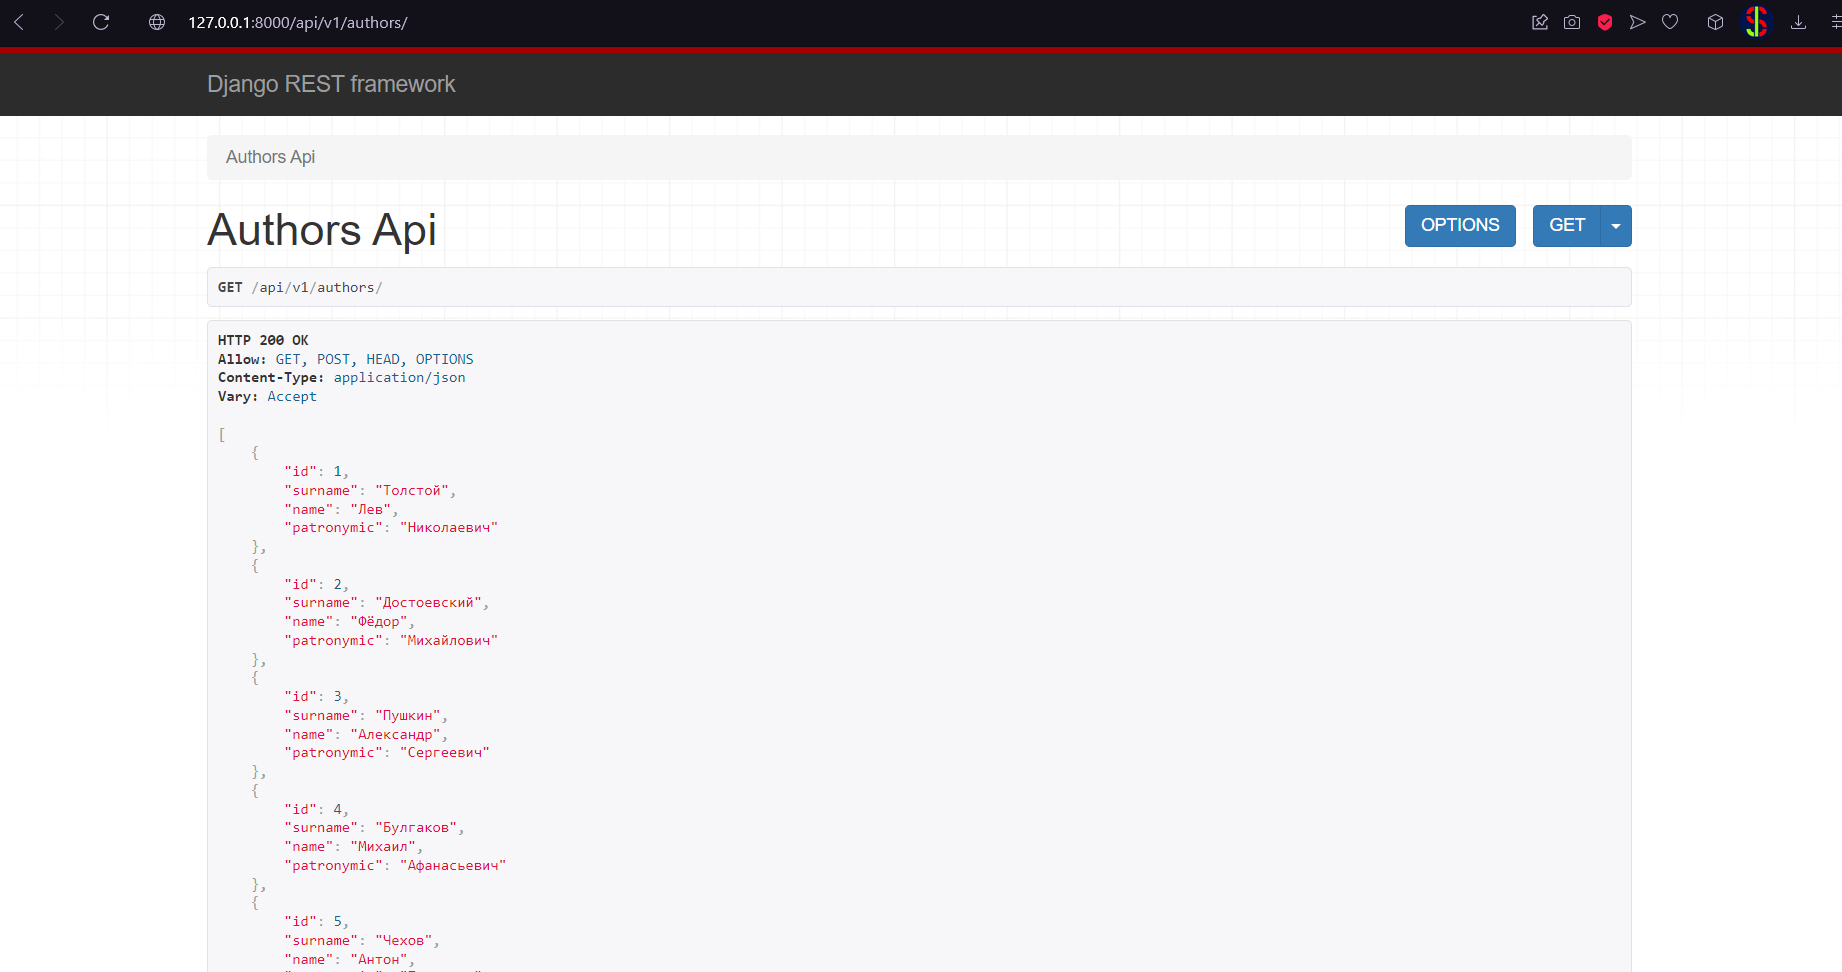 127.0.0.1:8000/api/v1/authors/
Django REST framework
Authors Api
Authors Api
OPTIONS GET
GET /api/v1/authors/
HTTP 200 OK
Allow: GET, POST, HEAD, OPTIONS
Content-Type: application/json
Vary: Accept
[
{
"id": 1,
"surname": "Толстой",
"name": "Лев",
"patronymic": "Николаевич"
},
{
"id": 2,
"surname": "Достоевский",
"name": "Фёдор",
"patronymic": "Михайлович"
},
{
"id": 3,
"surname": "Пушкин",
"name": "Александр",
"patronymic": "Сергеевич"
},
{
"id": 4,
"surname": "Булгаков",
"name": "Михаил",
"patronymic": "Афанасьевич"
},
{
"id": 5,
"surname": "Чехов",
"name": "Антон",